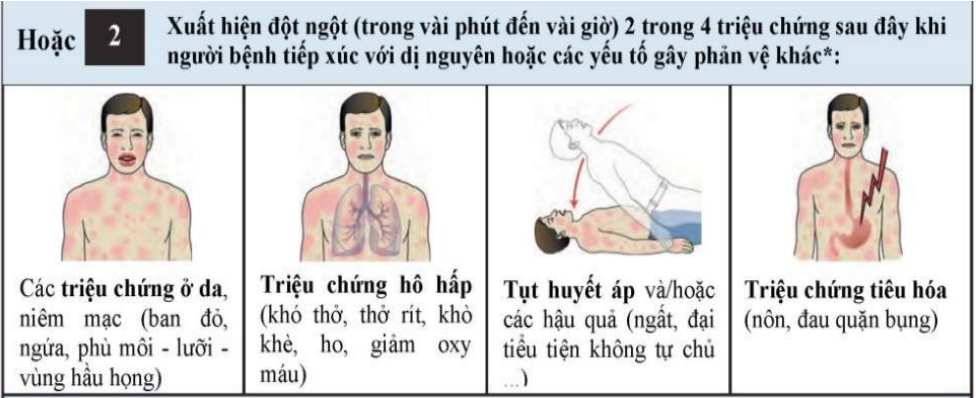 Hoặc 2
Xuất hiện đột ngột (trong vài phút đến vài giờ) 2 trong 4 triệu chứng sau đây khi
người bệnh tiếp xúc với dị nguyên hoặc các yếu tố gây phản vệ khác*:
Các triệu chứng ở da,
niêm mạc (ban đỏ,
ngứa, phù môi - lưỡi -
vùng hầu họng)
Triệu chứng hô hấp
(khó thở, thở rít, khò
khè, ho, giảm oxy
máu)
Tụt huyết áp và/hoặc
các hậu quả (ngất, đại
tiểu tiện không tự chủ
...)
Triệu chứng tiêu hóa
(nôn, đau quặn bụng)